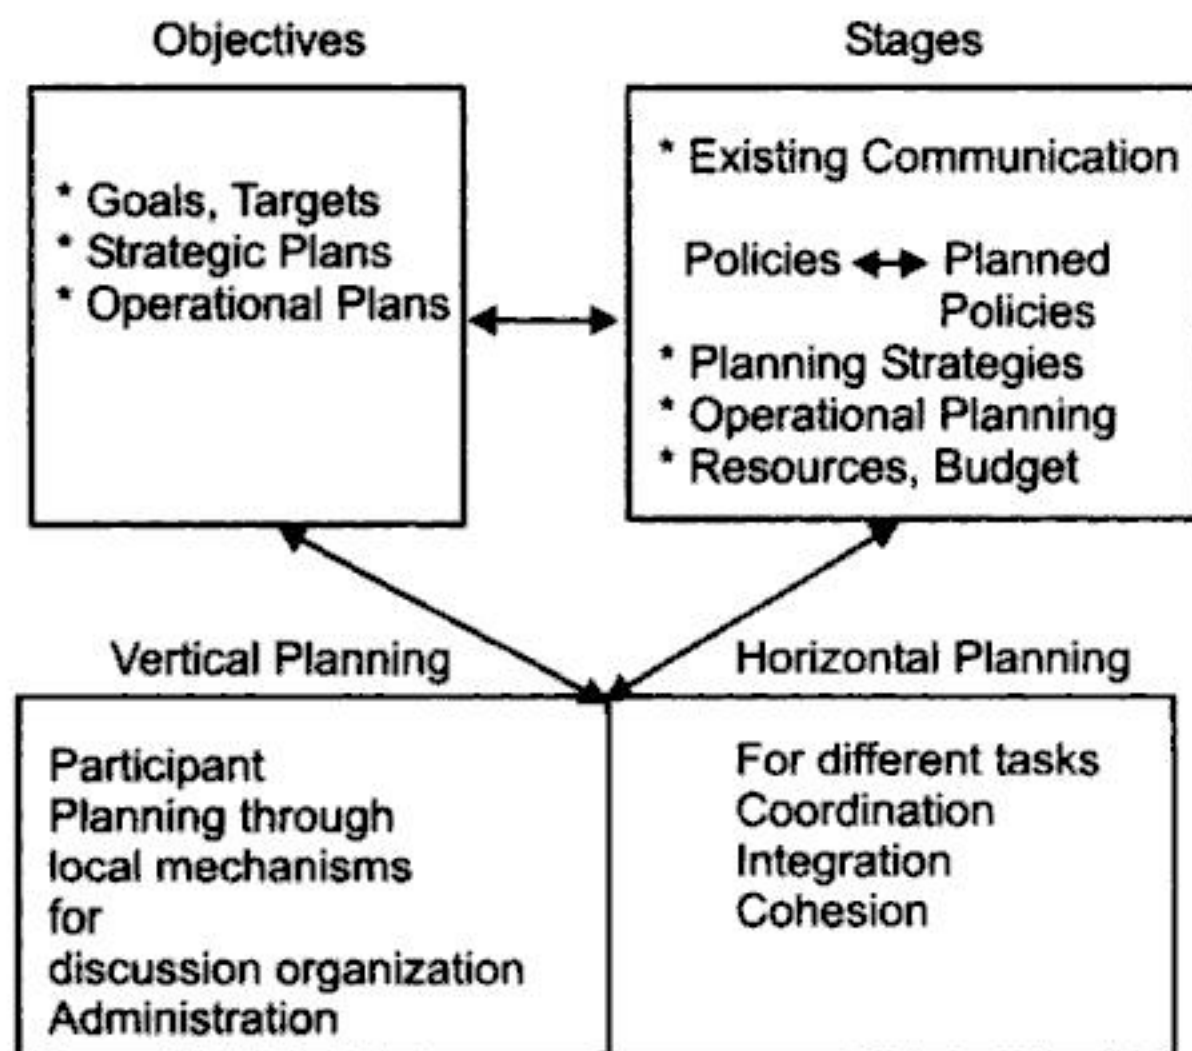 Objectives
* Goals, Targets
* Strategic Plans
* Operational Plans
Stages
* Existing Communication
Policies ↔ Planned
Policies
* Planning Strategies
* Operational Planning
* Resources, Budget
Vertical Planning
Participant
Planning through
local mechanisms
for
discussion organization
Administration
Horizontal Planning
For different tasks
Coordination
Integration
Cohesion